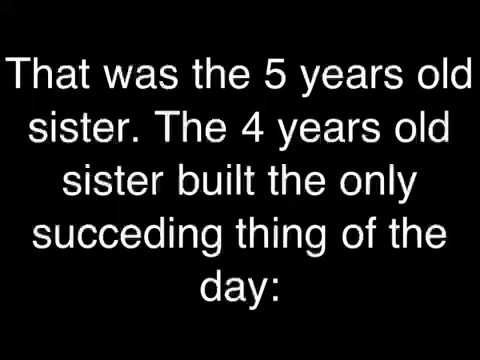 That was the 5 years old
sister. The 4 years old
sister built the only
succeding thing of the
day: